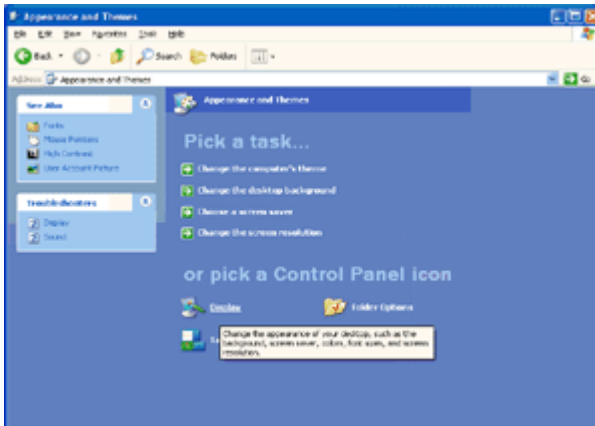 Appearance and Themes
File Edit View Favorites Tools Help
Back Search Folders
Address Appearance and Themes
See Also
Fonts
Mouse Pointers
High Contrast
User Account Picture
Troubleshooters
Display
Sound
Appearance and Themes
Pick a task...
Change the computer's theme
Change the desktop background
Choose a screen saver
Change the screen resolution
or pick a Control Panel icon
Display
Folder Options
Change the appearance of your desktop, such as the
background, screen saver, colors, font sizes, and screen
resolution.